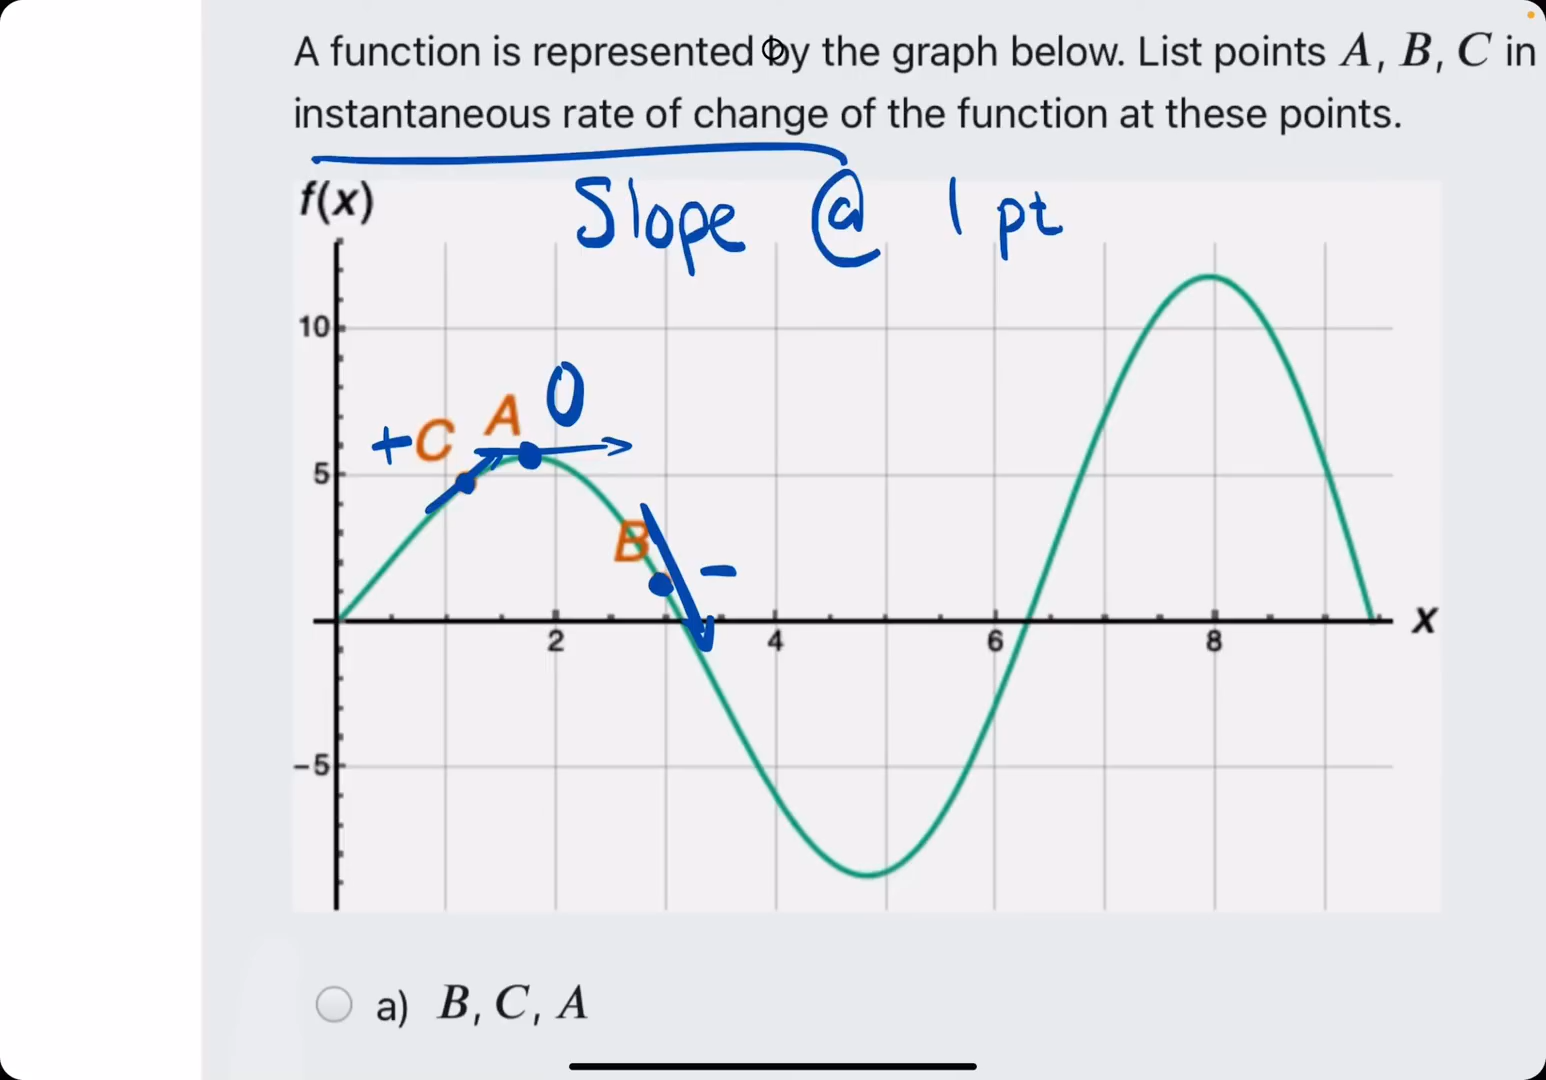 A function is represented by the graph below. List points A, B, C in
instantaneous rate of change of the function at these points.
f(x)
Slope @ 1 pt
10
0
A
+C
5
B
-
x
2
4
6
8
-5
a) B, C, A